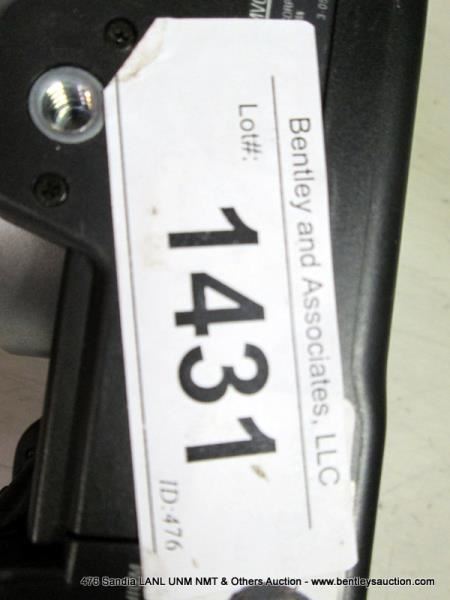 Bentley and Associates, LLC
Lot#:
1431
ID:476
476 Sandia LANL UNM NMT & Others Auction - www.bentleysauction.com